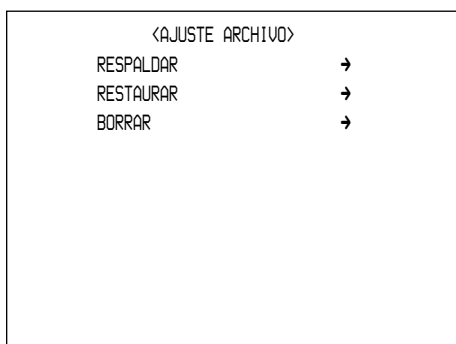 <AJUSTE ARCHIVO>
RESPALDAR →
RESTAURAR →
BORRAR →